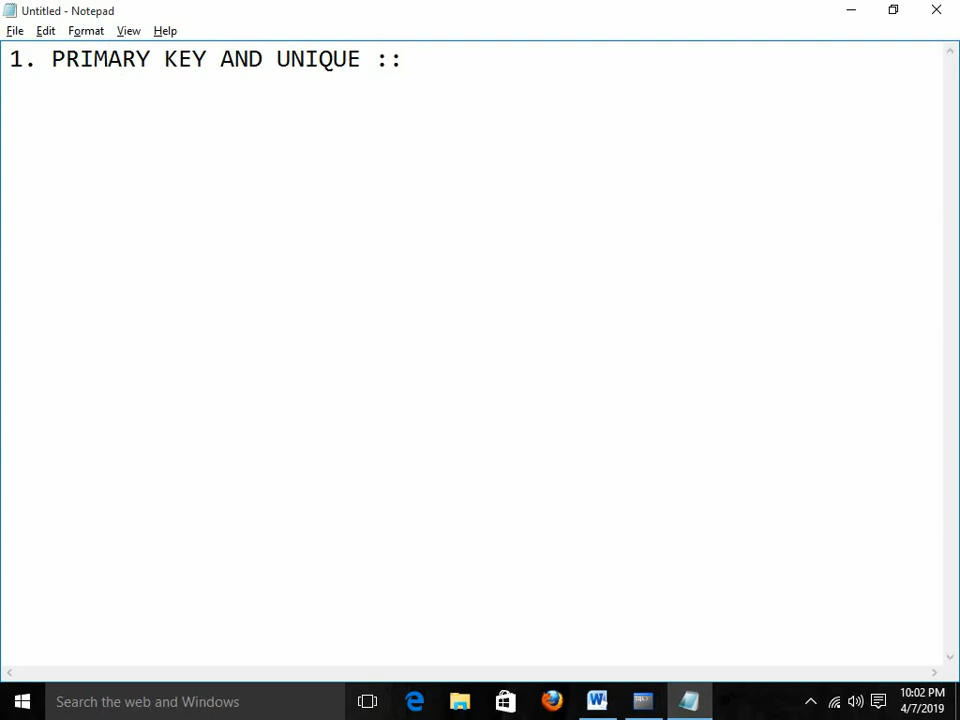 Untitled - Notepad
File Edit Format View Help
1. PRIMARY KEY AND UNIQUE ::
Search the web and Windows
10:02 PM
4/7/2019